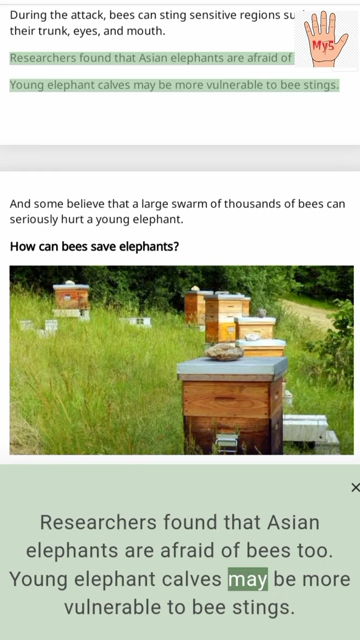 During the attack, bees can sting sensitive regions su
their trunk, eyes, and mouth.
My5
Researchers found that Asian elephants are afraid of
Young elephant calves may be more vulnerable to bee stings.
And some believe that a large swarm of thousands of bees can
seriously hurt a young elephant.
How can bees save elephants?
Researchers found that Asian
elephants are afraid of bees too.
Young elephant calves may be more
vulnerable to bee stings.